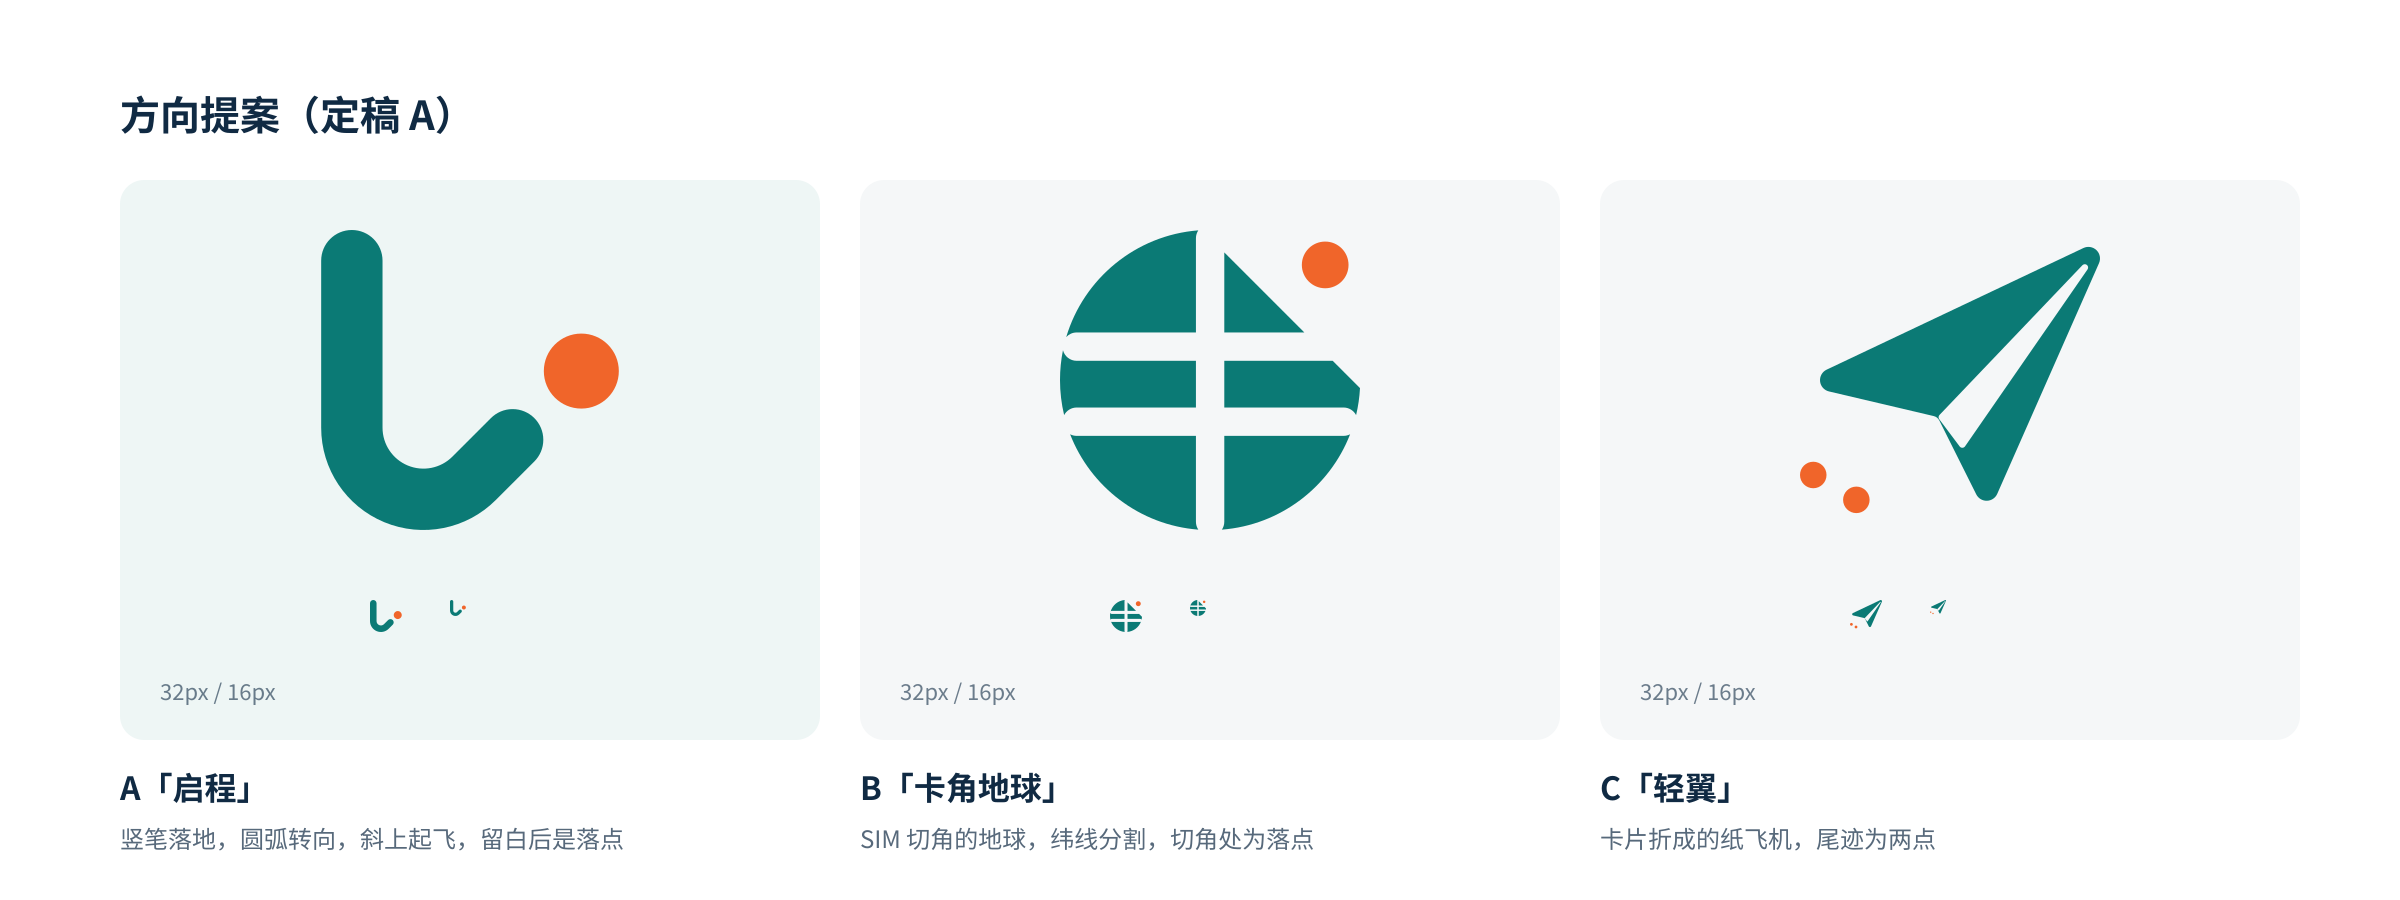 方向提案（定稿 A）
32px / 16px
32px / 16px
32px / 16px
A「启程」
竖笔落地，圆弧转向，斜上起飞，留白后是落点
B「卡角地球」
SIM 切角的地球，纬线分割，切角处为落点
C「轻翼」
卡片折成的纸飞机，尾迹为两点